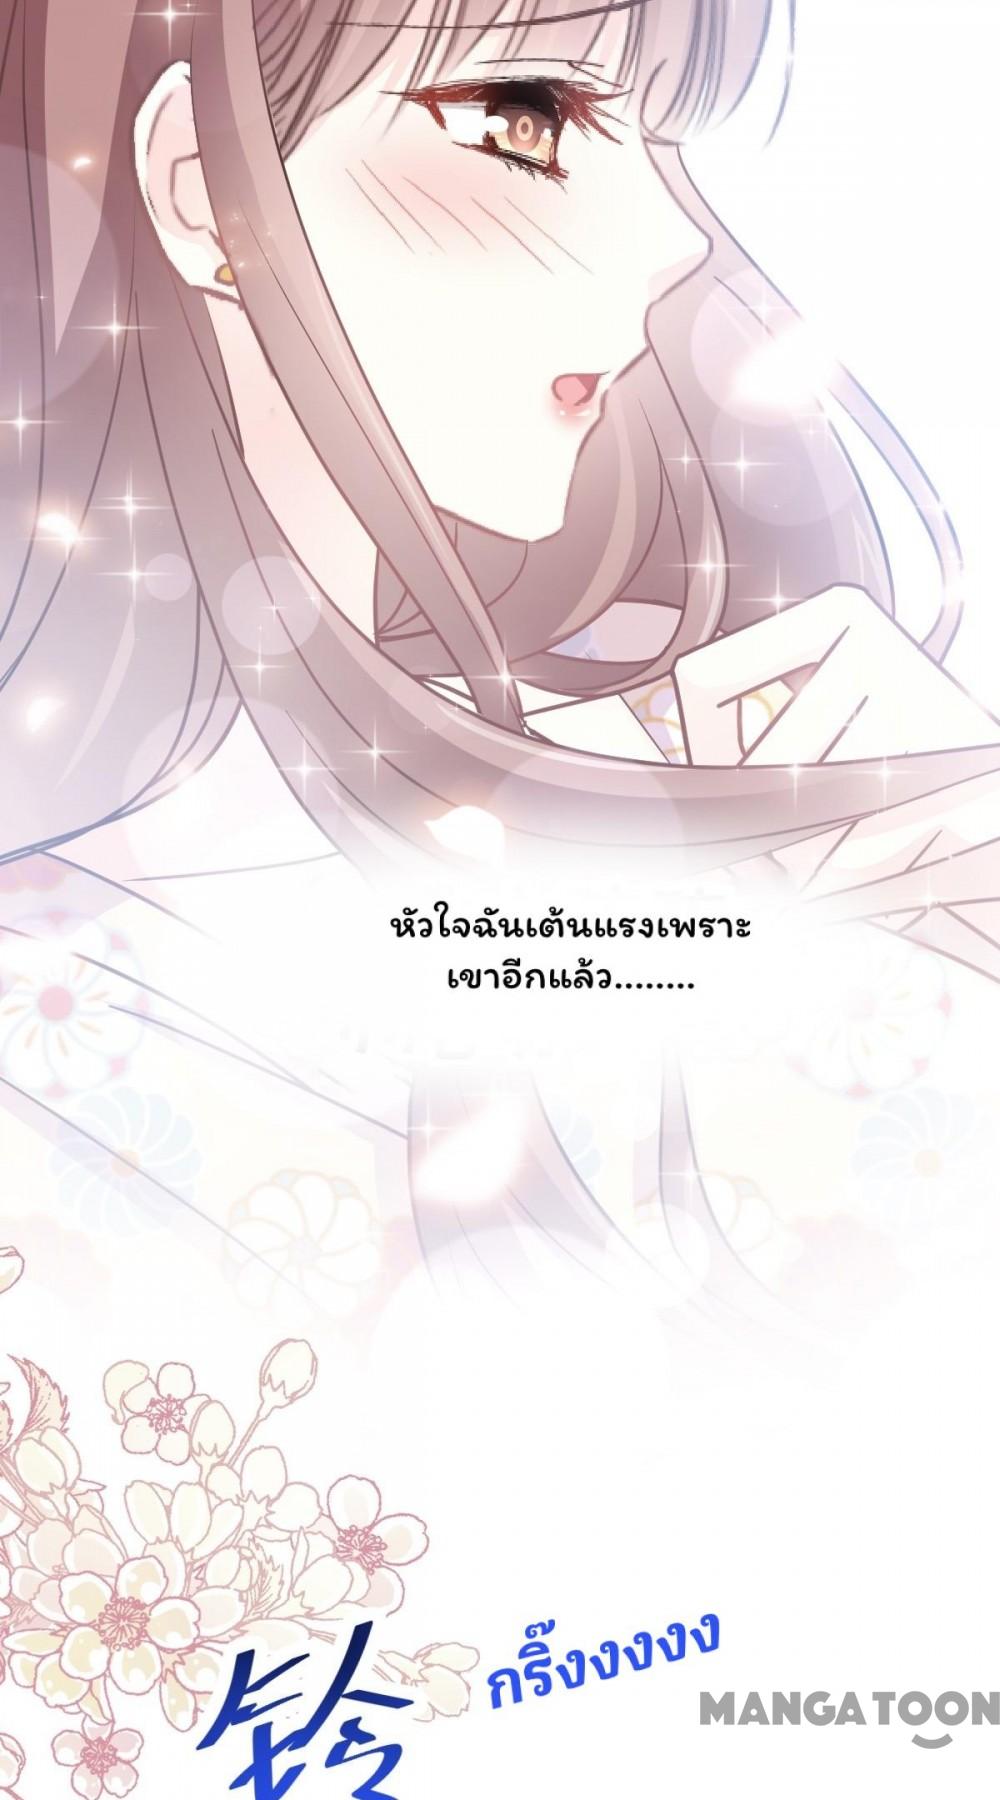 หัวใจฉันเต้นแรงเพราะ
เขาอีกแล้ว........
กริ๊งงงงง
铃
MANGATOON